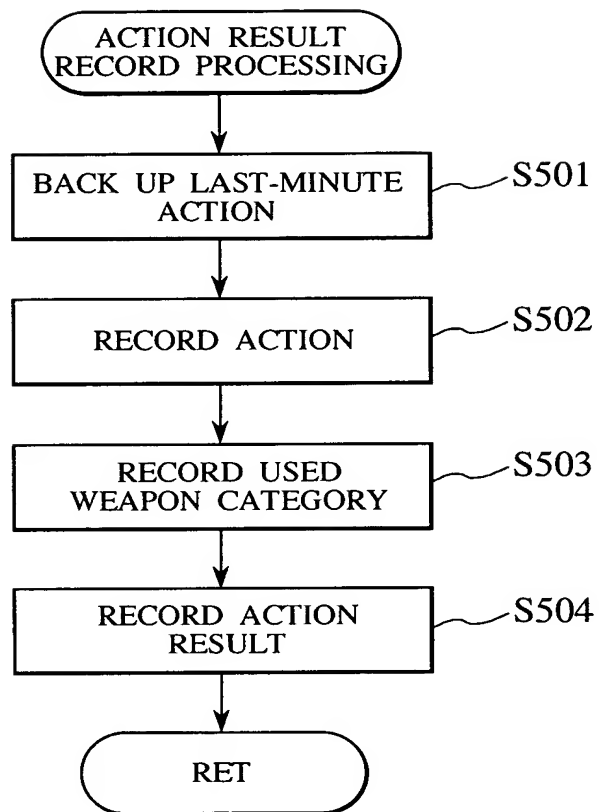 ACTION RESULT
RECORD PROCESSING
BACK UP LAST-MINUTE
ACTION
S501
RECORD ACTION
S502
RECORD USED
WEAPON CATEGORY
S503
RECORD ACTION
RESULT
S504
RET